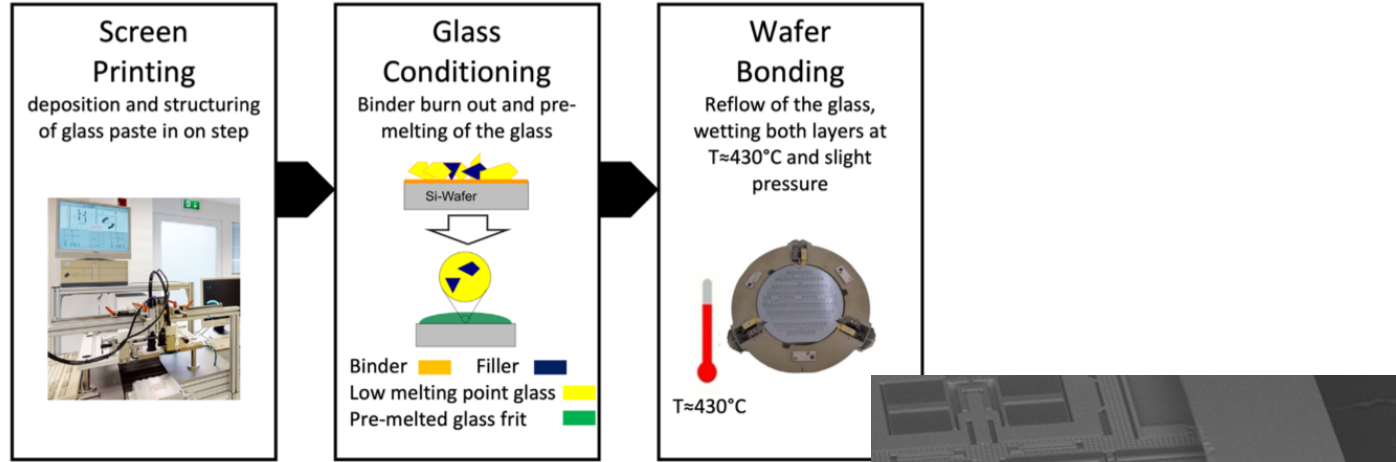 Screen
Printing
deposition and structuring
of glass paste in on step
Glass
Conditioning
Binder burn out and pre-
melting of the glass
Si-Wafer
Binder
Filler
Low melting point glass
Pre-melted glass frit
Wafer
Bonding
Reflow of the glass,
wetting both layers at
T≈430°C and slight
pressure
T≈430°C